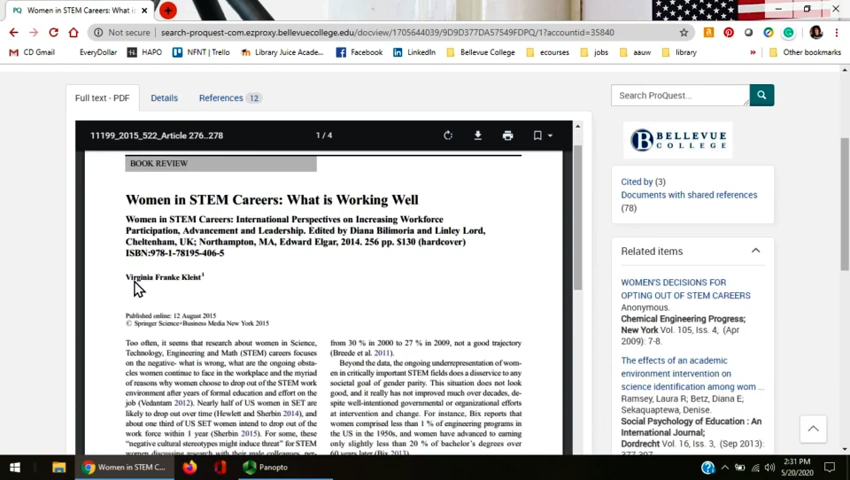 Women in STEM Careers: What is
Not secure
search-proquest-com.ezproxy.bellevuecollege.edu/docview/1705644039/9D9D377DA57549DFPQ/1?accountid=35840
CD Gmail
EveryDollar
HAPO
NFNT | Trello
Library Juice Academ...
Facebook
LinkedIn
Bellevue College
ecourses
jobs
aauw
library
Other bookmarks
Full text - PDF
Details
References 12
Search ProQuest...
11199_2015_522_Article 276..278
1 / 4
BOOK REVIEW
Women in STEM Careers: What is Working Well
Women in STEM Careers: International Perspectives on Increasing Workforce
Participation, Advancement and Leadership. Edited by Diana Bilimoria and Linley Lord,
Cheltenham, UK; Northampton, MA, Edward Elgar, 2014. 256 pp. $130 (hardcover)
ISBN:978-1-78195-406-5
Virginia Franke Kleist 1
Published online: 12 August 2015
© Springer Science+Business Media New York 2015
Too often, it seems that research about women in Science,
Technology, Engineering and Math (STEM) careers focuses
on the negative- what is wrong, what are the ongoing obsta-
cles women continue to face in the workplace and the myriad
of reasons why women choose to drop out of the STEM work
environment after years of formal education and effort on the
job (Vedantam 2012). Nearly half of US women in SET are
likely to drop out over time (Hewlett and Sherbin 2014), and
about one third of US SET women intend to drop out of the
work force within 1 year (Sherbin 2015). For some, these
"negative cultural stereotypes might induce threat" for STEM
women discussing research with their male colleagues, per-
from 30 % in 2000 to 27 % in 2009, not a good trajectory
(Breede et al. 2011).
Beyond the data, the ongoing underrepresentation of wom-
en in critically important STEM fields does a disservice to any
societal goal of gender parity. This situation does not look
good, and it really has not improved much over decades, de-
spite well-intentioned governmental or organizational efforts
at intervention and change. For instance, Bix reports that
women comprised less than 1 % of engineering programs in
the US in the 1950s, and women have advanced to earning
only slightly less than 20 % of bachelor's degrees over
60 years later (Bix 2013).
BELLEVUE
COLLEGE
Cited by (3)
Documents with shared references
(78)
Related items
WOMEN'S DECISIONS FOR
OPTING OUT OF STEM CAREERS
Anonymous.
Chemical Engineering Progress;
New York Vol. 105, Iss. 4, (Apr
2009): 7-8.
The effects of an academic
environment intervention on
science identification among wom ...
Ramsey, Laura R; Betz, Diana E;
Sekaquaptewa, Denise.
Social Psychology of Education : An
International Journal;
Dordrecht Vol. 16, Iss. 3, (Sep 2013):
377-397.
Women in STEM C...
Panopto
2:31 PM
5/20/2020